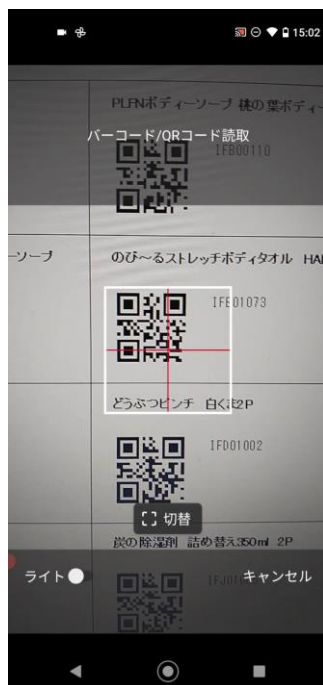 15:02
PLFNボディーソープ 桃の葉ボディー
バーコード/QRコード読取
IFB00110
ーソープ
のび～るストレッチボディタオル HA
IFE01073
どうぶつピンチ 白くま2P
IFD01002
切替
炭の除湿剤 詰め替え350ml 2P
ライト
キャンセル